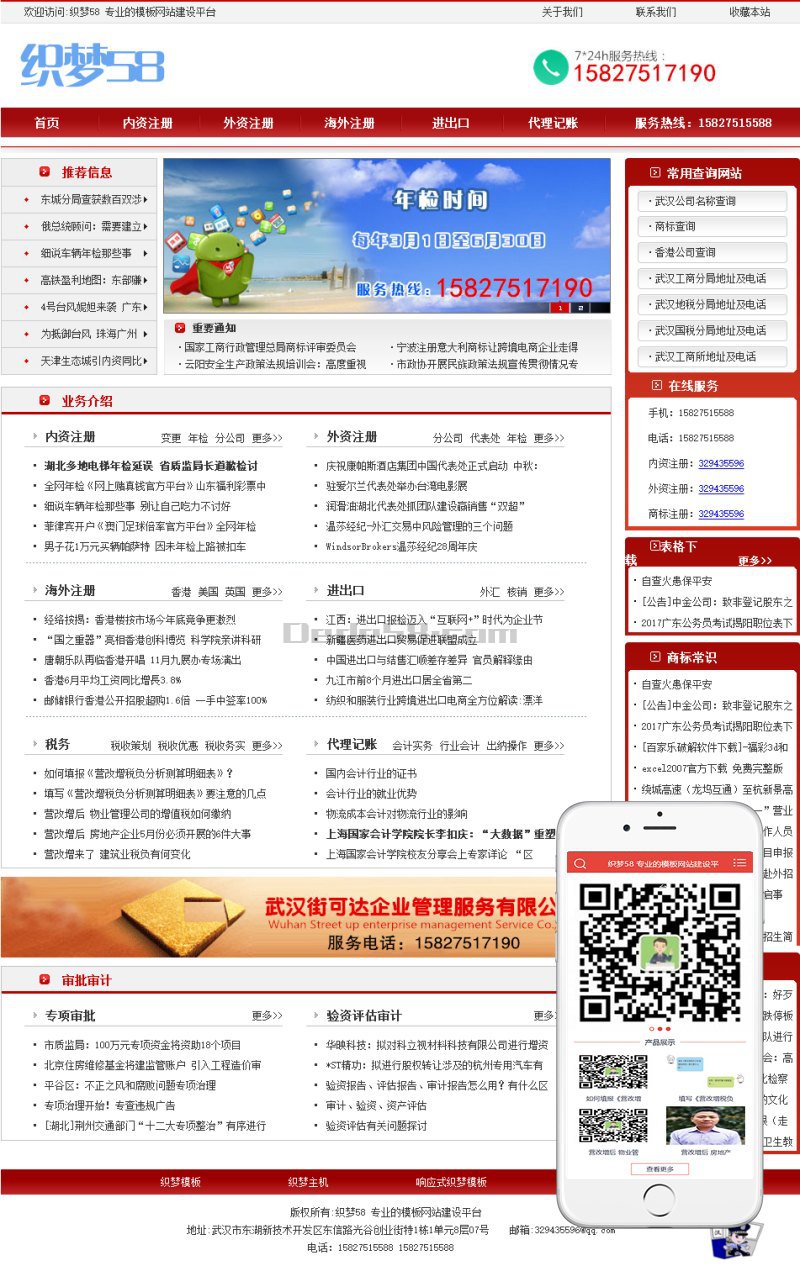 欢迎访问:织梦58 专业的模板网站建设平台
关于我们 联系我们 收藏本站
织梦58
7*24h服务热线:
15827517190
首页 内资注册 外资注册 海外注册 进出口 代理记账 服务热线:15827515588
推荐信息
东城分局查获数百双涉
俄总统顾问:需要建立
细说车辆年检那些事
高铁盈利地图:东部赚
4号台风妮妲来袭 广东
为抵御台风 珠海广州
天津生态城引内资同比
年检时间
每年3月1日至6月30日
服务热线:15827517190
1 2
重要通知
·国家工商行政管理总局商标评审委员会
·宁波注册意大利商标让跨境电商企业走得
·云阳安全生产政策法规培训会:高度重视
·市政协开展民族政策法规宣传贯彻情况专
常用查询网站
·武汉公司名称查询
·商标查询
·香港公司查询
·武汉工商分局地址及电话
·武汉地税分局地址及电话
·武汉国税分局地址及电话
·武汉工商所地址及电话
在线服务
手机:15827515588
电话:15827515588
内资注册:329435596
外资注册:329435596
商标注册:329435596
业务介绍
内资注册 变更 年检 分公司 更多>>
湖北多地电梯年检延误 省质监局长道歉检讨
全网年检《网上赌真钱官方平台》山东福利彩票中
细说车辆年检那些事 别让自己吃力不讨好
菲律宾开户《澳门足球倍率官方平台》全网年检
男子花1万元买辆帕萨特 因未年检上路被扣车
外资注册 分公司 代表处 年检 更多>>
庆祝康帕斯酒店集团中国代表处正式启动 中秋:
驻爱尔兰代表处举办台湾电影展
润骨油湖北代表处抓团队建设赢销售“双超”
温莎经纪-外汇交易中风险管理的三个问题
WindsorBrokers温莎经纪28周年庆
海外注册 香港 美国 英国 更多>>
经络按揭:香港楼按市场今年底竞争更激烈
“国之重器”亮相香港创科博览 科学院亲讲科研
唐朝乐队再临香港开唱 11月九展办专场演出
香港6月平均工资同比增長3.8%
邮储银行香港公开招股超购1.6倍 一手中签率100%
进出口 外汇 核销 更多>>
江西:进出口报检迈入“互联网+”时代为企业节
新疆医药进出口贸易促进联盟成立
中国进出口与结售汇顺差存差异 官员解释缘由
九江市前8个月进出口居全省第二
纺织和服装行业跨境进出口电商全方位解读:漂洋
Dede58.com
税务 税收策划 税收优惠 税收务实 更多>>
如何填报《营改增税负分析测算明细表》?
填写《营改增税负分析测算明细表》要注意的几点
营改增后 物业管理公司的增值税如何缴纳
营改增后 房地产企业5月份必须开展的6件大事
营改增来了 建筑业税负有何变化
代理记账 会计实务 行业会计 出纳操作 更多>>
国内会计行业的证书
会计行业的就业优势
物流成本会计对物流行业的影响
上海国家会计学院院长李扣庆:“大数据”重塑
上海国家会计学院校友分享会上专家详论 “区
表格下
载 更多>>
·自查火患保平安
·[公告]中金公司:致非登记股东之
·2017广东公务员考试揭阳职位表下
商标常识
·自查火患保平安
·[公告]中金公司:致非登记股东之
·2017广东公务员考试揭阳职位表下
·[百家乐破解软件下载]-福彩3d和
·excel2007官方下载 免费完整版
·绕城高速(龙坞互通)至杭新景高
一”营业
作人员
目申报
赴外招
启事
招生简
:好歹
跌停板
队进行
会:高
化检察
的文化
艮(走
卫生教
武汉街可达企业管理服务有限公
Wuhan Street up enterprise management Service Co.
服务电话:15827517190
审批审计
专项审批 更多>>
市质监局:100万元专项资金将资助18个项目
北京住房维修基金将建监管账户 引入工程造价审
平谷区:不正之风和腐败问题专项治理
专项治理开始!专查违规广告
[湖北]荆州交通部门“十二大专项整治”有序进行
验资评估审计 更多>
华映科技:拟对科立视材料科技有限公司进行增资
*ST精功:拟进行股权转让涉及的杭州专用汽车有
验资报告、评估报告、审计报告怎么用?有什么区
审计、验资、资产评估
验资评估有关问题探讨
织梦58 专业的模板网站建设平
产品展示
如何填报《营改增
填写《营改增税负
营改增后 物业管
营改增后 房地产
查看更多
织梦模板 织梦主机 响应式织梦模板
版权所有:织梦58 专业的模板网站建设平台
地址:武汉市东湖新技术开发区东信路光谷创业街特1栋1单元8层07号 邮箱:329435596@qq.com
电话:15827515588 15827515588